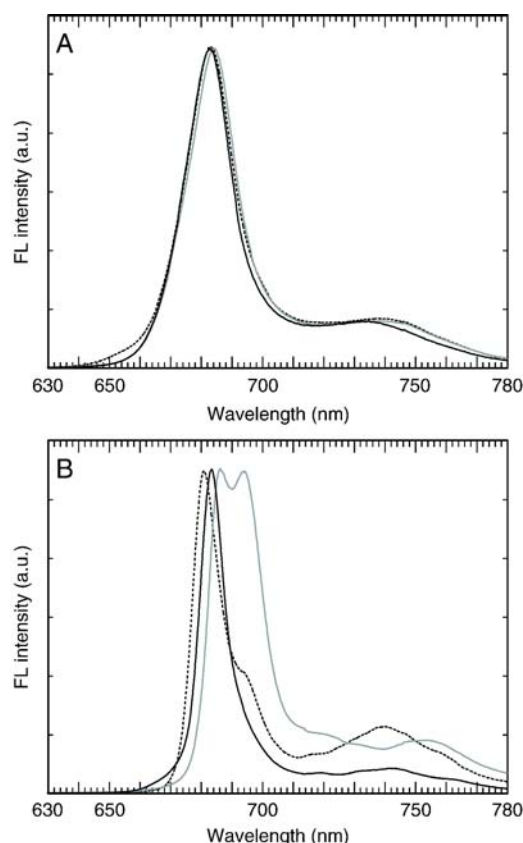 A
FL intensity (a.u.)
630 650 700 750 780
Wavelength (nm)
B
FL intensity (a.u.)
630 650 700 750 780
Wavelength (nm)